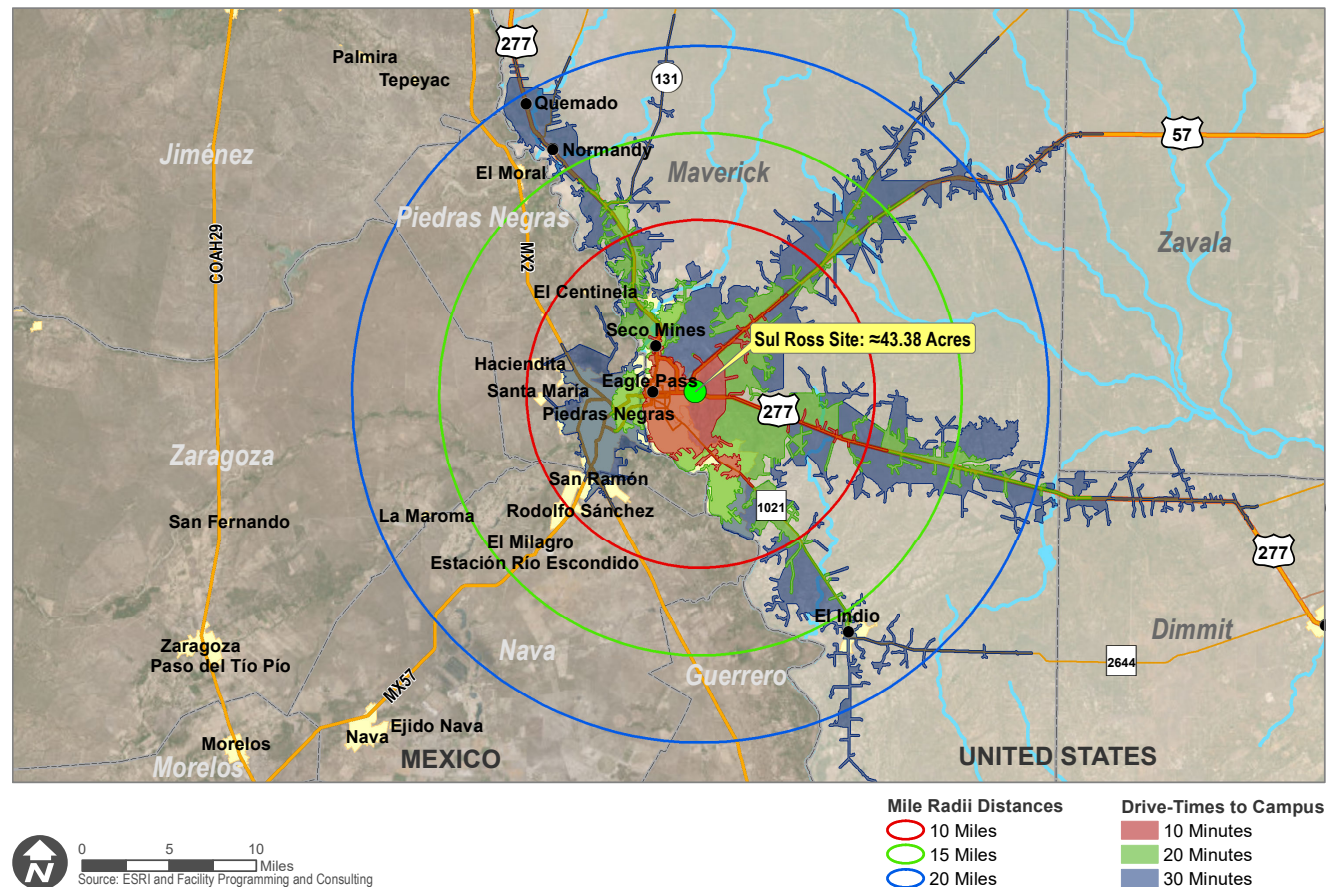 277
Palmira
Tepeyac
131
Quemado
57
Normandy
Jiménez
El Moral
Maverick
Piedras Negras
COAH29
MX2
Zavala
El Centinela
Seco Mines
Sul Ross Site: ≈43.38 Acres
Haciendita
Eagle Pass
Santa María
277
Piedras Negras
Zaragoza
San Ramón
1021
La Maroma
Rodolfo Sánchez
San Fernando
El Milagro
277
Estación Río Escondido
El Indio
Dimmit
Zaragoza
Nava
Paso del Tío Pío
2644
Guerrero
MX57
Ejido Nava
Nava
Morelos
MEXICO
UNITED STATES
Morelos
Mile Radii Distances
10 Miles
15 Miles
20 Miles
Drive-Times to Campus
10 Minutes
20 Minutes
30 Minutes
N
0 5 10
Miles
Source: ESRI and Facility Programming and Consulting